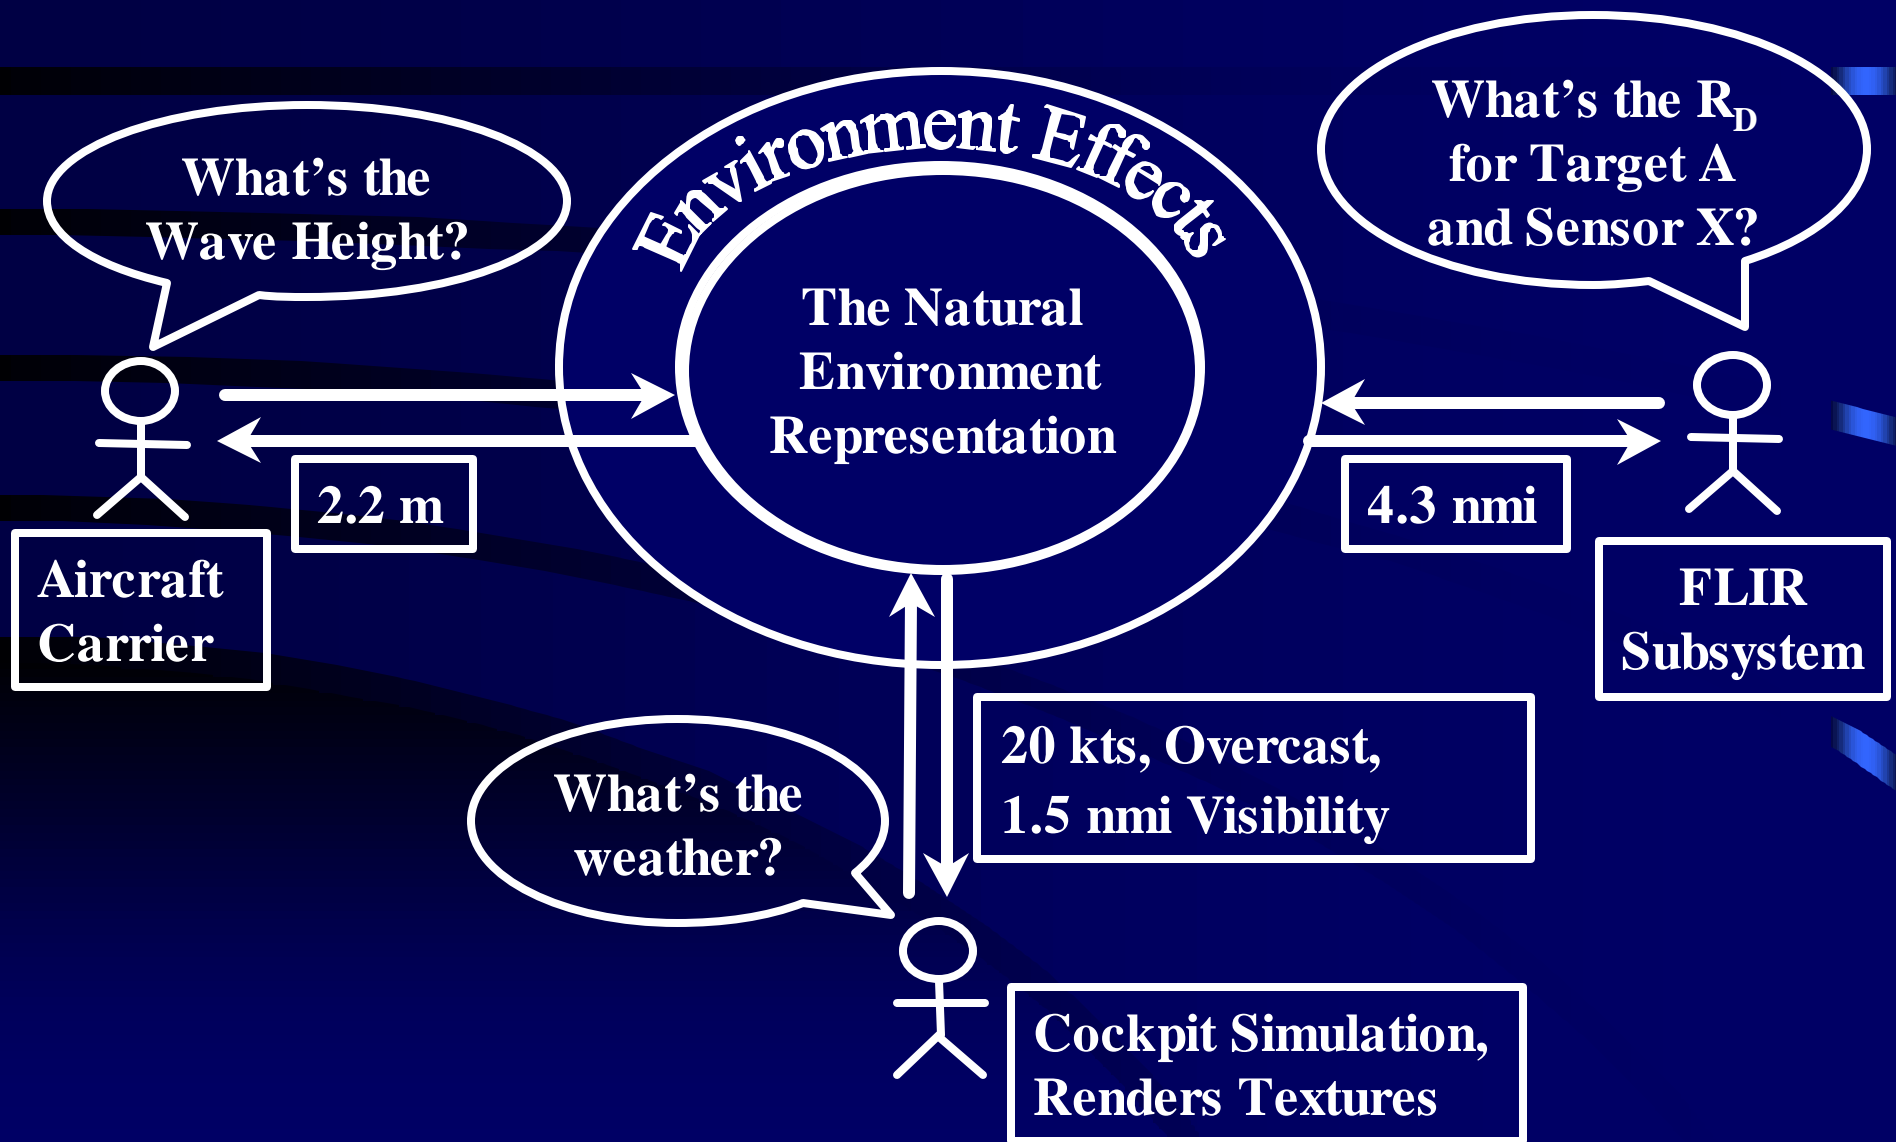 What’s the
Wave Height?
Environment Effects
What’s the R_D
for Target A
and Sensor X?
The Natural
Environment
Representation
2.2 m
4.3 nmi
Aircraft
Carrier
FLIR
Subsystem
20 kts, Overcast,
1.5 nmi Visibility
What’s the
weather?
Cockpit Simulation,
Renders Textures